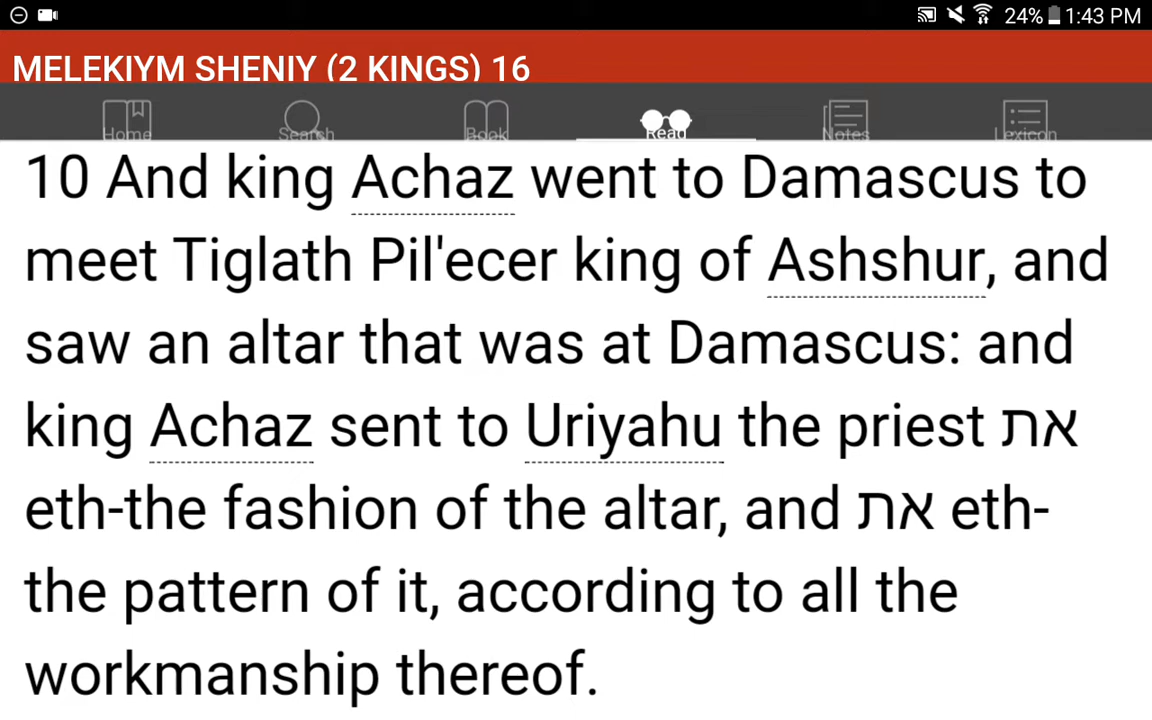 24% 1:43 PM
MELEKIYM SHENIY (2 KINGS) 16
Home Search Book Read Notes Lexicon
10 And king Achaz went to Damascus to
meet Tiglath Pil'ecer king of Ashshur, and
saw an altar that was at Damascus: and
king Achaz sent to Uriyahu the priest את
eth-the fashion of the altar, and את eth-
the pattern of it, according to all the
workmanship thereof.